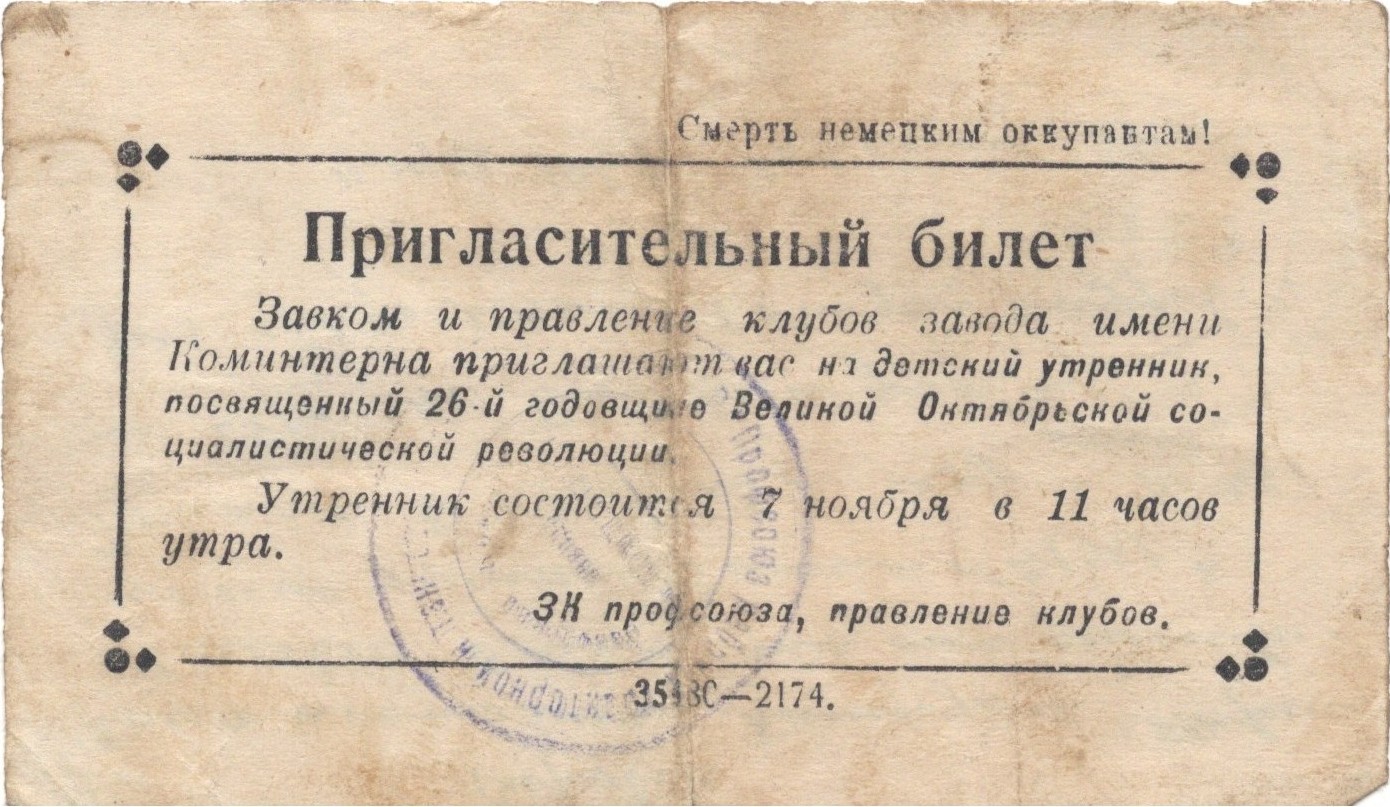 Смерть немецким оккупантам!
Пригласительный билет
Завком и правление клубов завода имени
Коминтерна приглашают вас на детский утренник,
посвященный 26-й годовщине Великой Октябрьской со-
циалистической революции.
Утренник состоится 7 ноября в 11 часов
утра.
ЗК профсоюза, правление клубов.
3548С—2174.